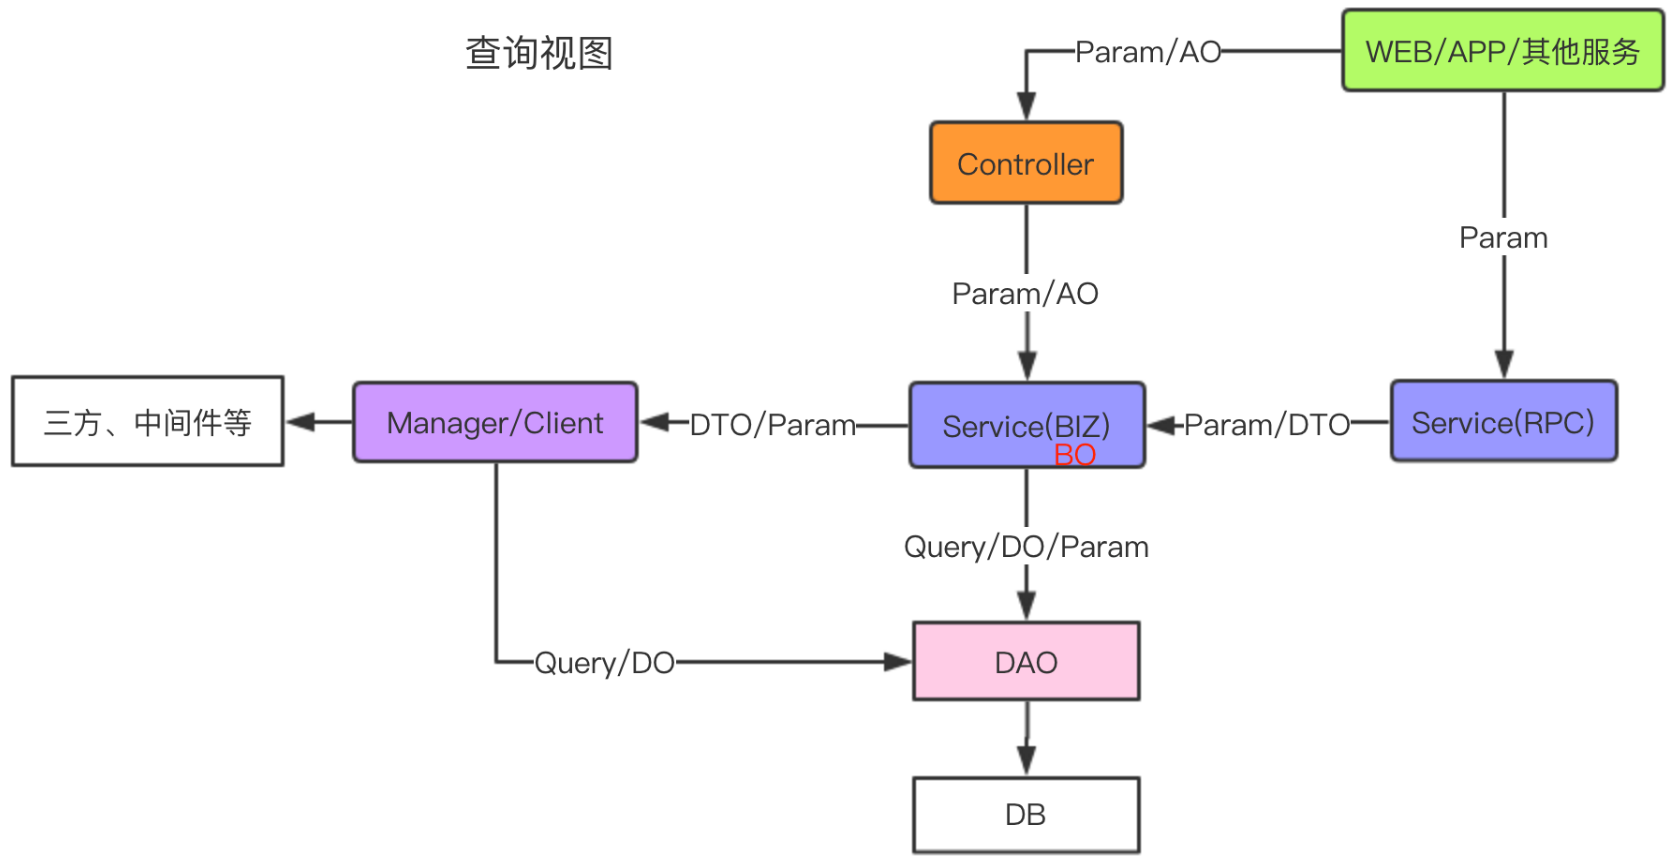 查询视图
Param/AO
WEB/APP/其他服务
Controller
Param
Param/AO
三方、中间件等
Manager/Client
DTO/Param
Service(BIZ)
BO
Param/DTO
Service(RPC)
Query/DO/Param
Query/DO
DAO
DB